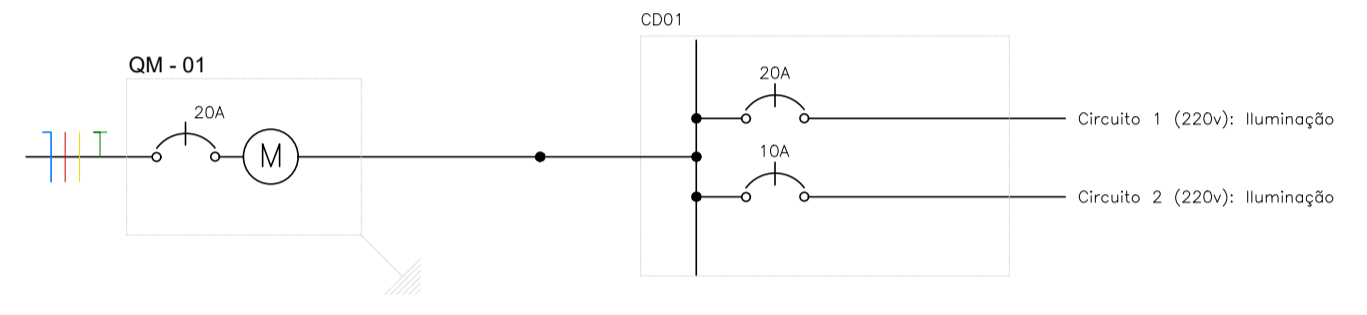 CD01
QM - 01
20A
M
20A
Circuito 1 (220v): Iluminação
10A
Circuito 2 (220v): Iluminação